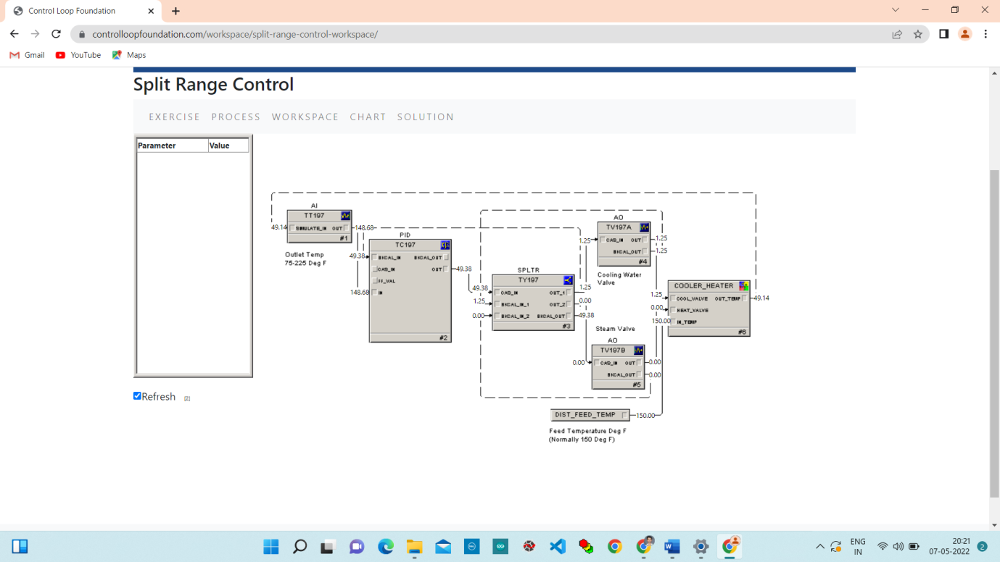 Control Loop Foundation
controlloopfoundation.com/workspace/split-range-control-workspace/
Gmail YouTube Maps
Split Range Control
EXERCISE PROCESS WORKSPACE CHART SOLUTION
Parameter Value
Refresh [2]
AI
TT197
49.14 SIMULATE_IN OUT 148.68
#1
Outlet Temp
75-225 Deg F
PID
TC197
49.38 BKCAL_IN BKCAL_OUT
CAS_IN OUT 49.38
FF_VAL
148.68 IN
#2
SPLTR
TY197
49.38 CAS_IN OUT_1 1.25
1.25 BKCAL_IN_1 OUT_2 0.00
0.00 BKCAL_IN_2 BKCAL_OUT 49.38
#3
AO
TV197A
1.25 CAS_IN OUT 1.25
BKCAL_OUT 1.25
#4
Cooling Water
Valve
Steam Valve
AO
TV197B
0.00 CAS_IN OUT 0.00
BKCAL_OUT 0.00
#5
COOLER_HEATER
1.25 COOL_VALVE OUT_TEMP 49.14
0.00 HEAT_VALVE
150.00 IN_TEMP
#6
DIST_FEED_TEMP 150.00
Feed Temperature Deg F
(Normally 150 Deg F)
ENG
IN
20:21
07-05-2022
2